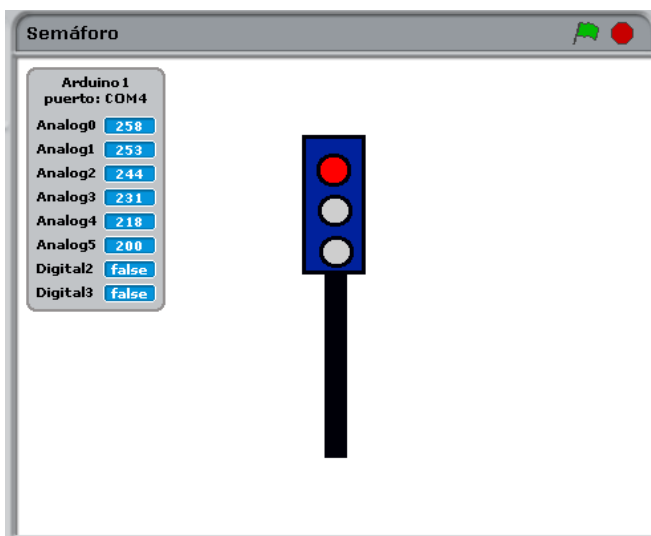 Semáforo
Arduino1
puerto: COM4
Analog0 258
Analog1 253
Analog2 244
Analog3 231
Analog4 218
Analog5 200
Digital2 false
Digital3 false